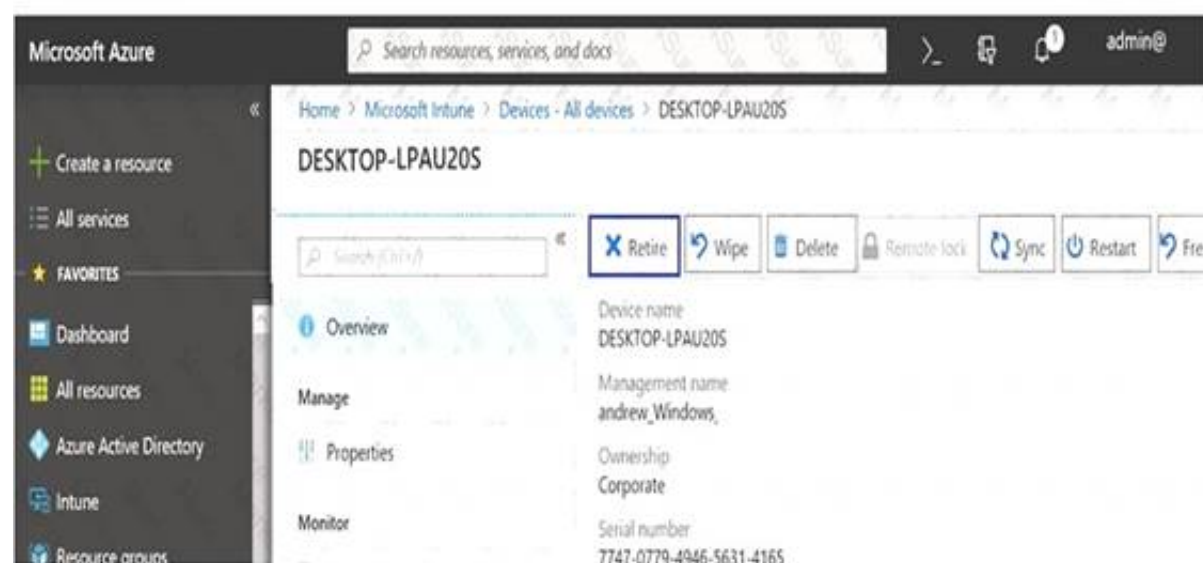 Microsoft Azure
Search resources, services, and docs
admin@
Home > Microsoft Intune > Devices - All devices > DESKTOP-LPAU20S
DESKTOP-LPAU20S
Create a resource
All services
FAVORITES
Dashboard
All resources
Azure Active Directory
Intune
Resource groups
Search (Ctrl+/)
Overview
Manage
Properties
Monitor
Retire Wipe Delete Remote lock Sync Restart Fre
Device name
DESKTOP-LPAU20S
Management name
andrew_Windows_
Ownership
Corporate
Serial number
7747-0779-4946-5631-4165